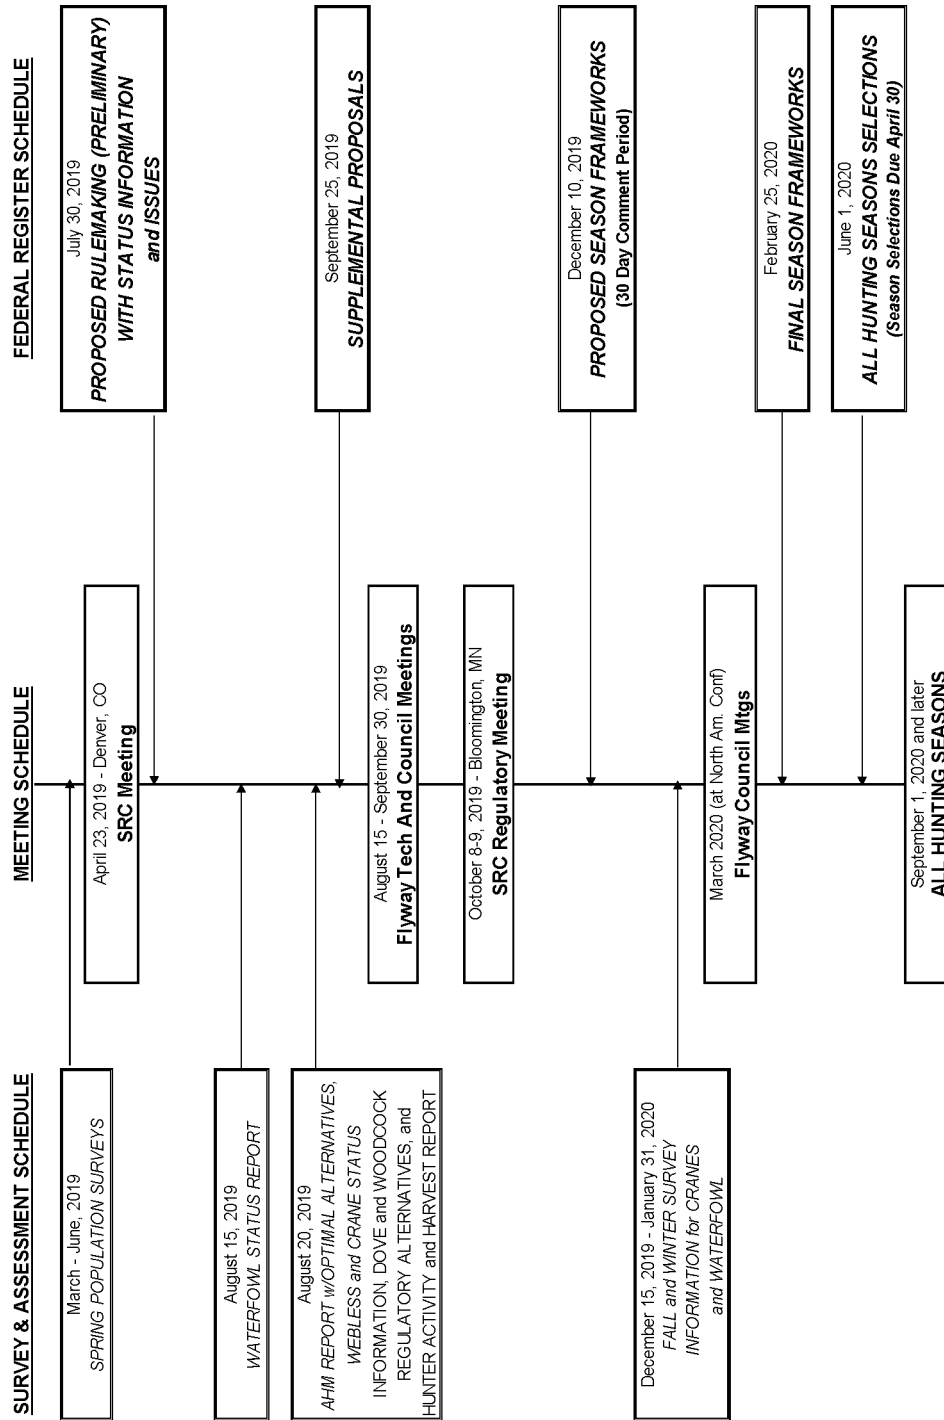 SURVEY & ASSESSMENT SCHEDULE
March - June, 2019
SPRING POPULATION SURVEYS
August 15, 2019
WATERFOWL STATUS REPORT
August 20, 2019
AHM REPORT w/OPTIMAL ALTERNATIVES,
WEBLESS and CRANE STATUS
INFORMATION, DOVE and WOODCOCK
REGULATORY ALTERNATIVES, and
HUNTER ACTIVITY and HARVEST REPORT
December 15, 2019 - January 31, 2020
FALL and WINTER SURVEY
INFORMATION for CRANES
and WATERFOWL
MEETING SCHEDULE
April 23, 2019 - Denver, CO
SRC Meeting
August 15 - September 30, 2019
Flyway Tech And Council Meetings
October 8-9, 2019 - Bloomington, MN
SRC Regulatory Meeting
March 2020 (at North Am. Conf)
Flyway Council Mtgs
September 1, 2020 and later
ALL HUNTING SEASONS
FEDERAL REGISTER SCHEDULE
July 30, 2019
PROPOSED RULEMAKING (PRELIMINARY)
WITH STATUS INFORMATION
and ISSUES
September 25, 2019
SUPPLEMENTAL PROPOSALS
December 10, 2019
PROPOSED SEASON FRAMEWORKS
(30 Day Comment Period)
February 25, 2020
FINAL SEASON FRAMEWORKS
June 1, 2020
ALL HUNTING SEASONS SELECTIONS
(Season Selections Due April 30)